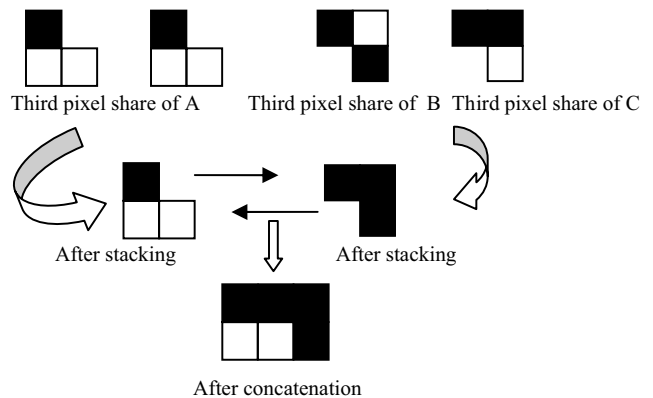 Third pixel share of A
Third pixel share of B
Third pixel share of C
After stacking
After stacking
After concatenation